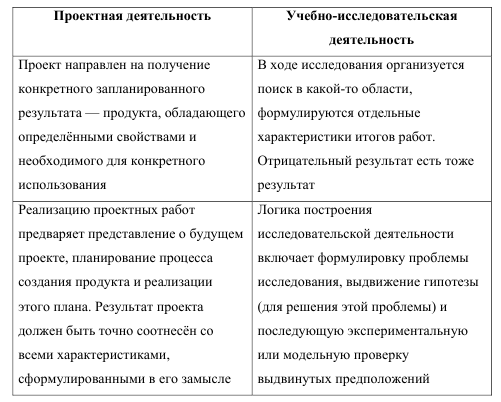 Проектная деятельность
Учебно-исследовательская
деятельность
Проект направлен на получение
конкретного запланированного
результата — продукта, обладающего
определёнными свойствами и
необходимого для конкретного
использования
В ходе исследования организуется
поиск в какой-то области,
формулируются отдельные
характеристики итогов работ.
Отрицательный результат есть тоже
результат
Реализацию проектных работ
предваряет представление о будущем
проекте, планирование процесса
создания продукта и реализации
этого плана. Результат проекта
должен быть точно соотнесён со
всеми характеристиками,
сформулированными в его замысле
Логика построения
исследовательской деятельности
включает формулировку проблемы
исследования, выдвижение гипотезы
(для решения этой проблемы) и
последующую экспериментальную
или модельную проверку
выдвинутых предположений